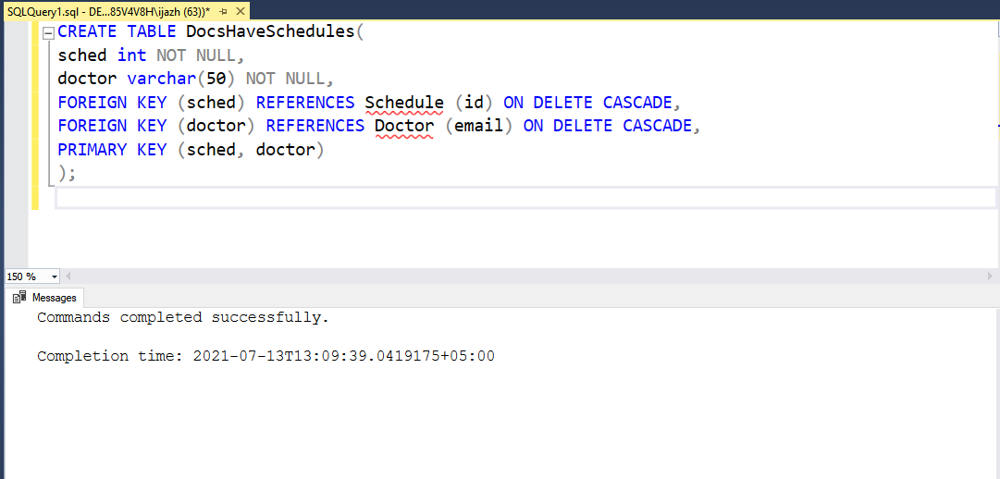 SQLQuery1.sql - DE...85V4V8H\ijazh (63))*
CREATE TABLE DocsHaveSchedules(
sched int NOT NULL,
doctor varchar(50) NOT NULL,
FOREIGN KEY (sched) REFERENCES Schedule (id) ON DELETE CASCADE,
FOREIGN KEY (doctor) REFERENCES Doctor (email) ON DELETE CASCADE,
PRIMARY KEY (sched, doctor)
);
150 %
Messages
Commands completed successfully.
Completion time: 2021-07-13T13:09:39.0419175+05:00